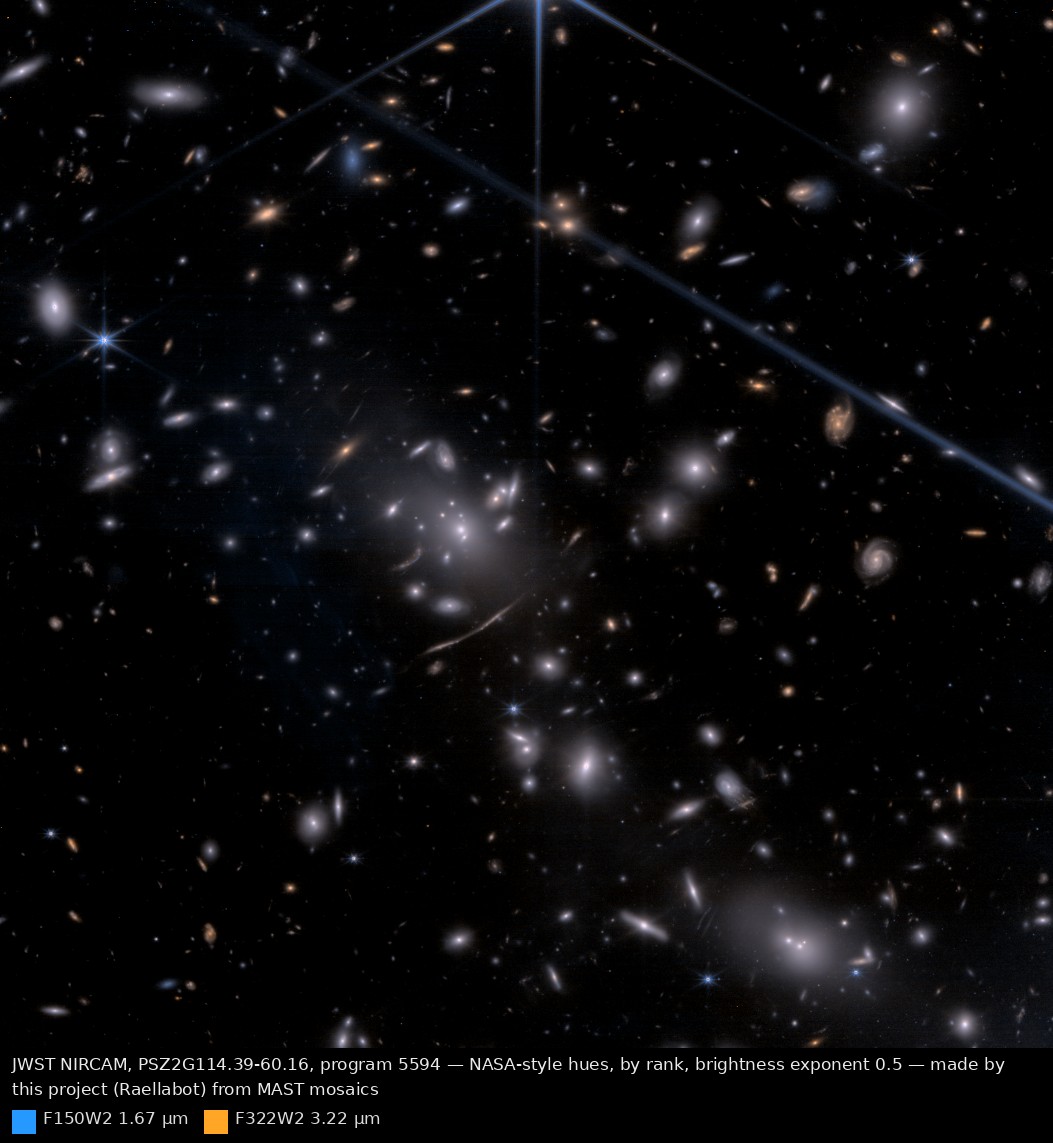 JWST NIRCAM, PSZ2G114.39-60.16, program 5594 — NASA-style hues, by rank, brightness exponent 0.5 — made by
this project (Raellabot) from MAST mosaics
F150W2 1.67 µm F322W2 3.22 µm